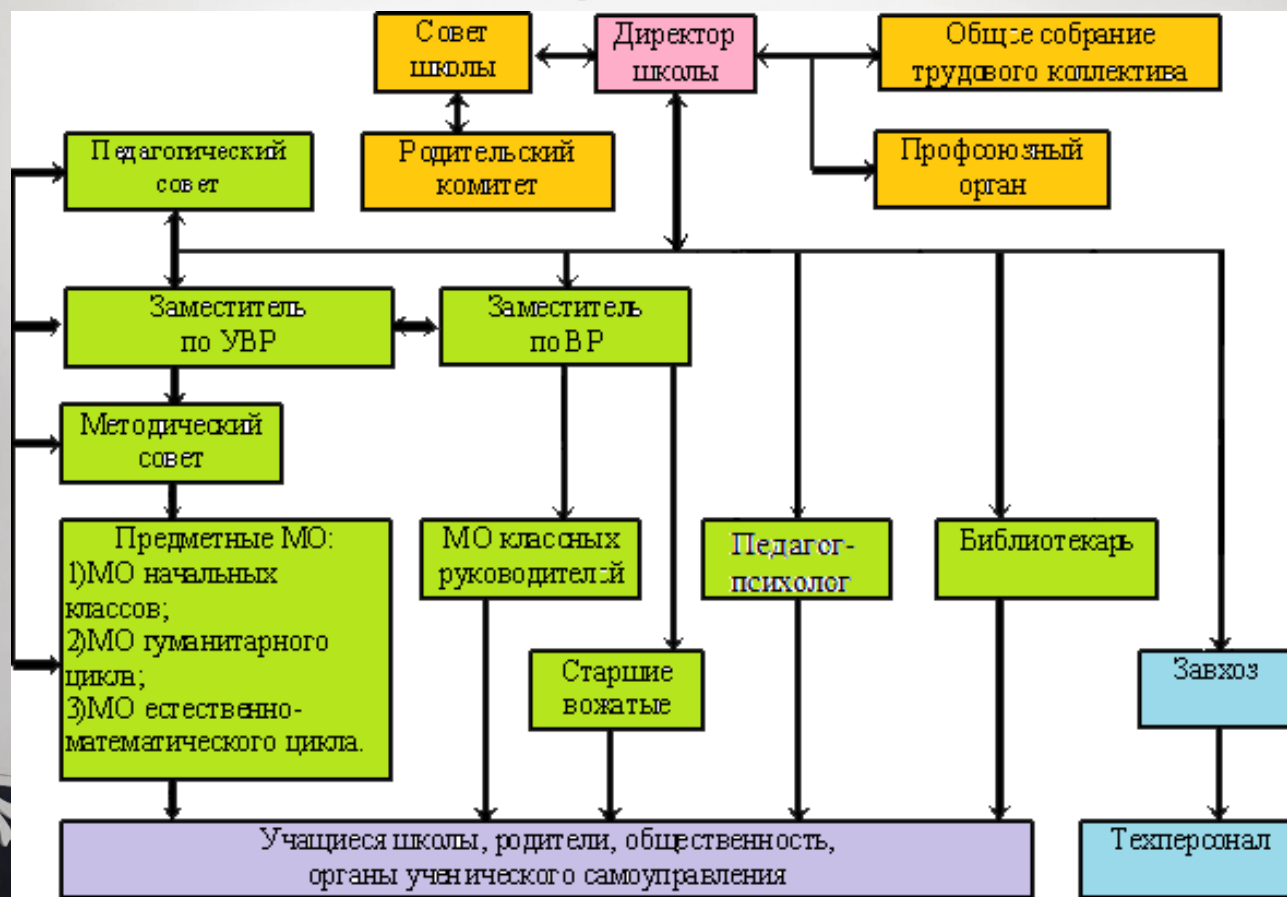 Совет
школы
Директор
школы
Общее собрание
трудового коллектива
Педагогический
совет
Родительский
комитет
Профсоюзный
орган
Заместитель
по УВР
Заместитель
по ВР
Методический
совет
Предметные МО:
1)МО начальных
классов;
2)МО гуманитарного
цикла;
3)МО естественно-
математического цикла.
МО классных
руководителей
Педагог-
психолог
Библиотекарь
Старшие
вожатые
Завхоз
Учащиеся школы, родители, общественность,
органы ученического самоуправления
Техперсонал